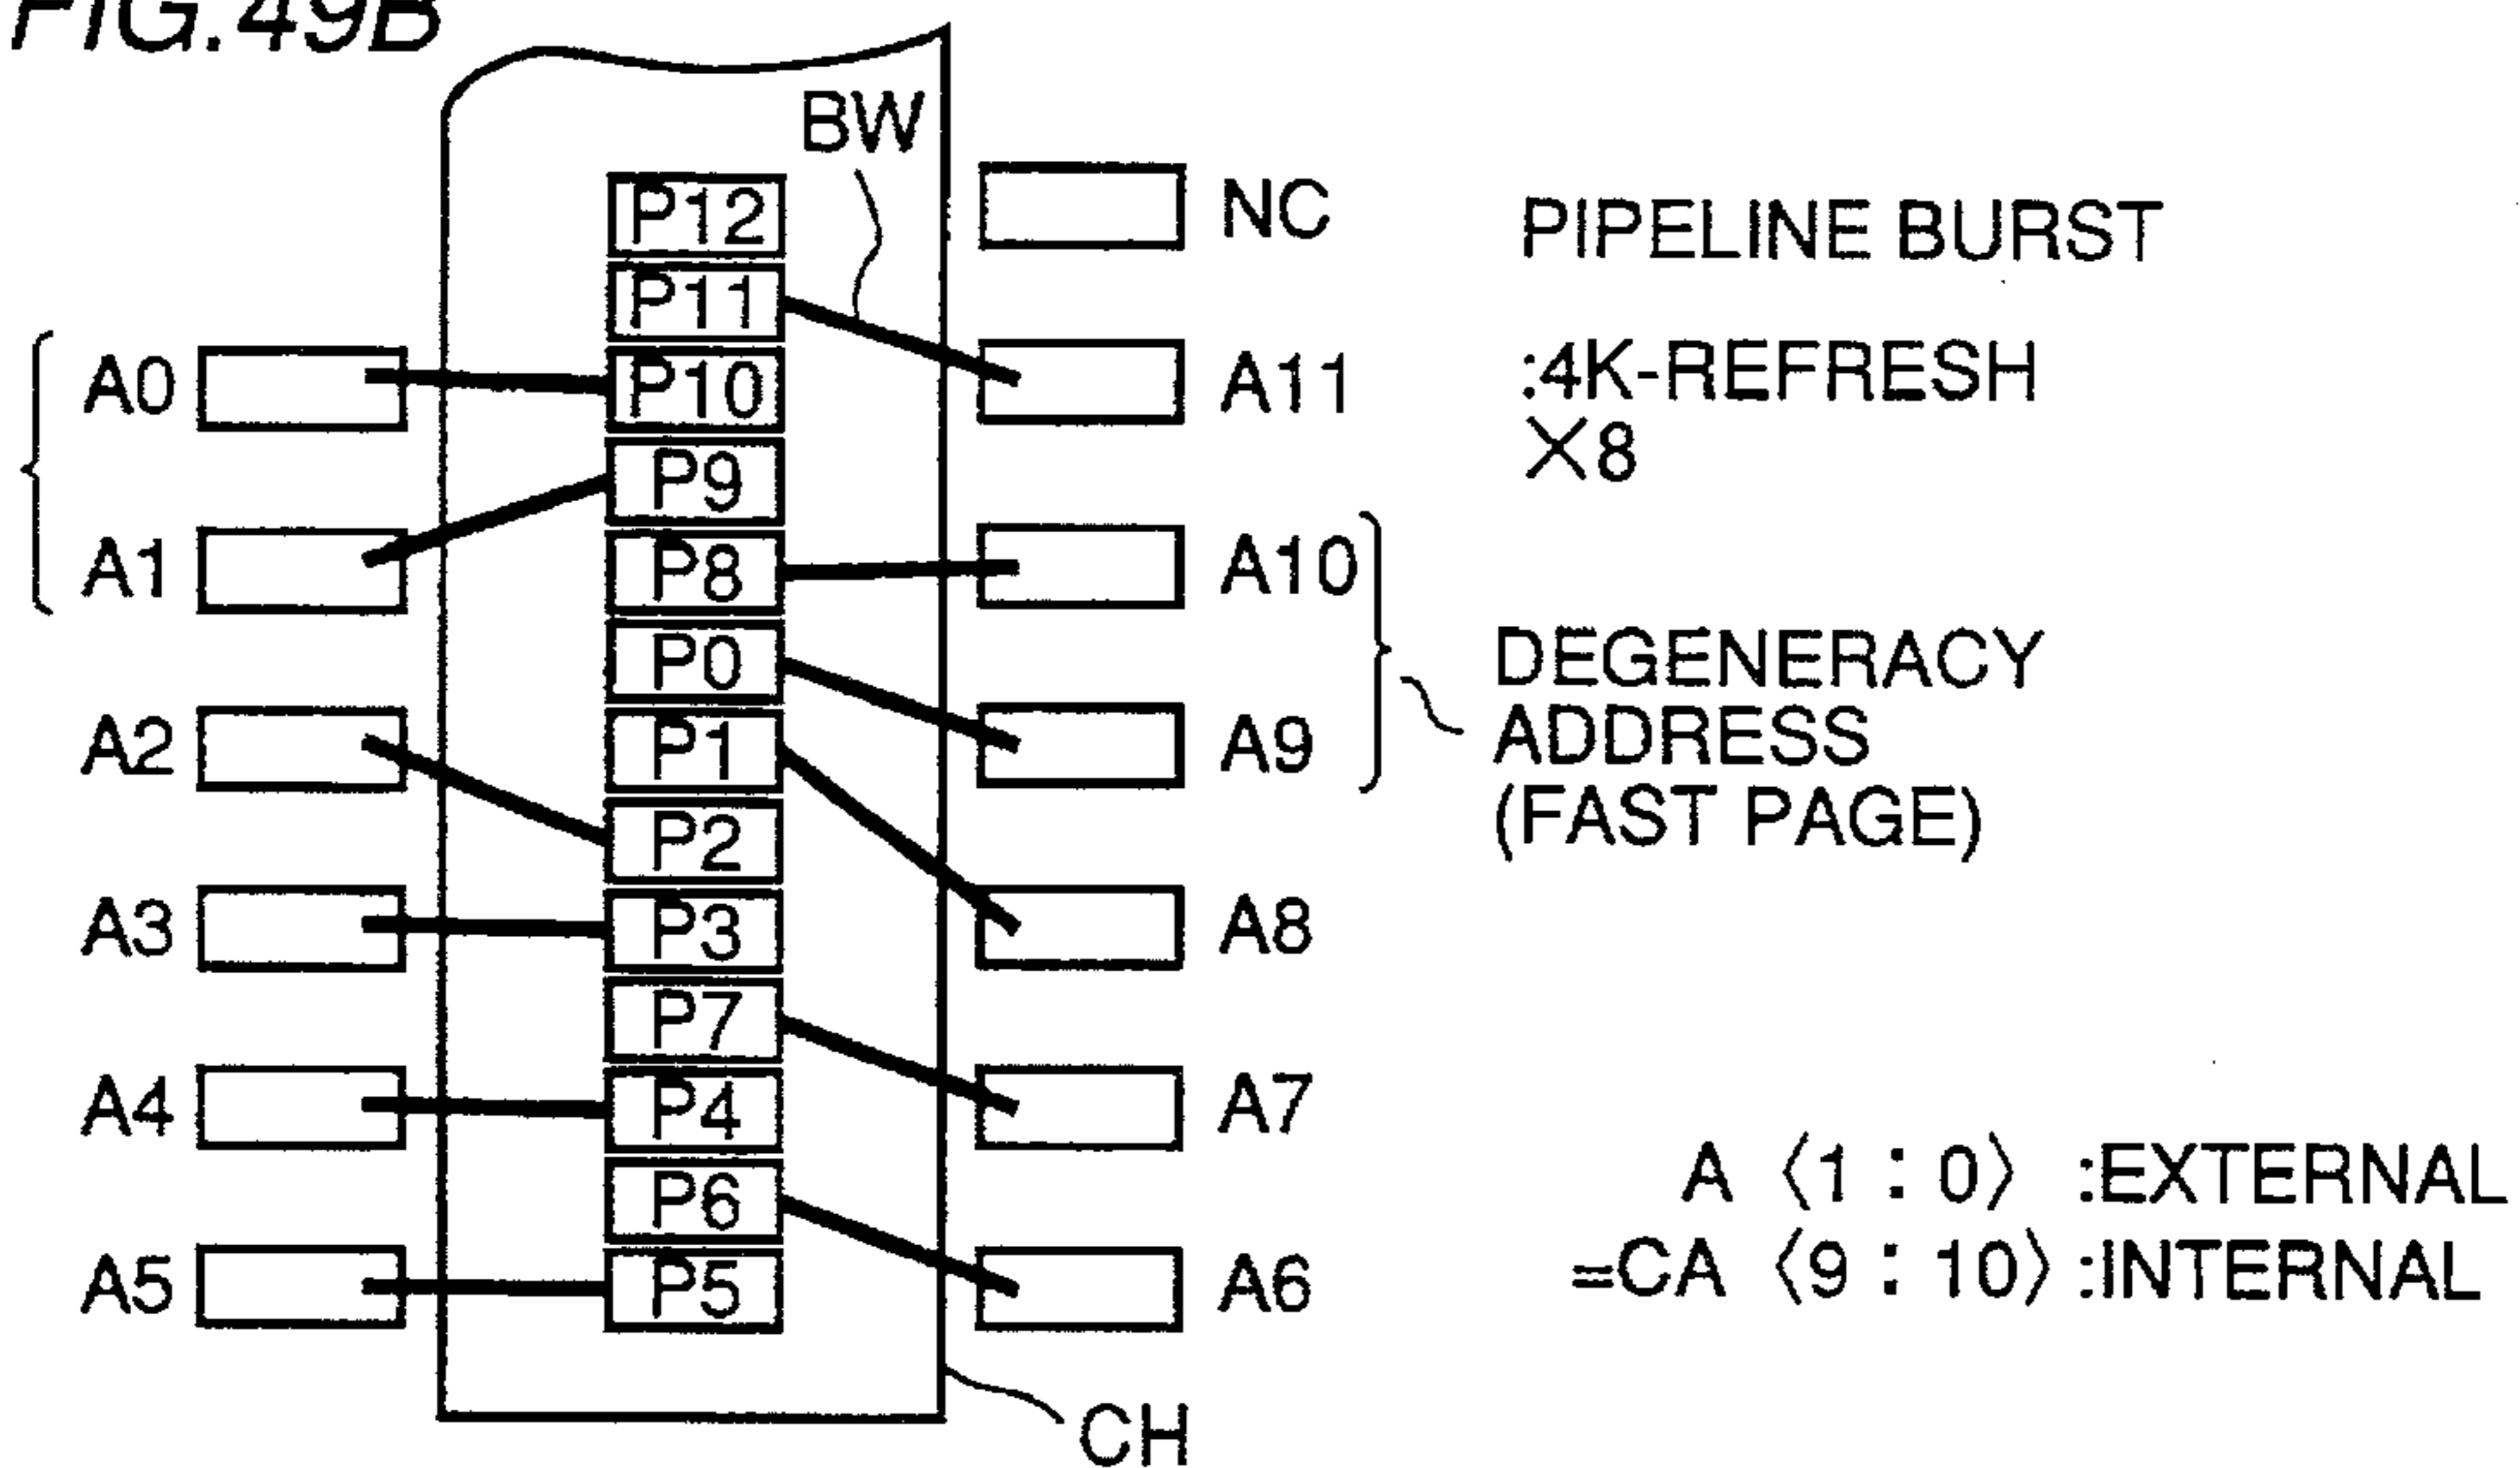 FIG.49B
BW
P12
NC
PIPELINE BURST
P11
A0
P10
A11
:4K-REFRESH
×8
P9
A1
P8
A10
P0
DEGENERACY
A2
P1
A9
ADDRESS
(FAST PAGE)
P2
A3
P3
A8
P7
A4
P4
A7
P6
A ⟨1 : 0⟩ :EXTERNAL
A5
P5
A6
=CA ⟨9 : 10⟩ :INTERNAL
CH